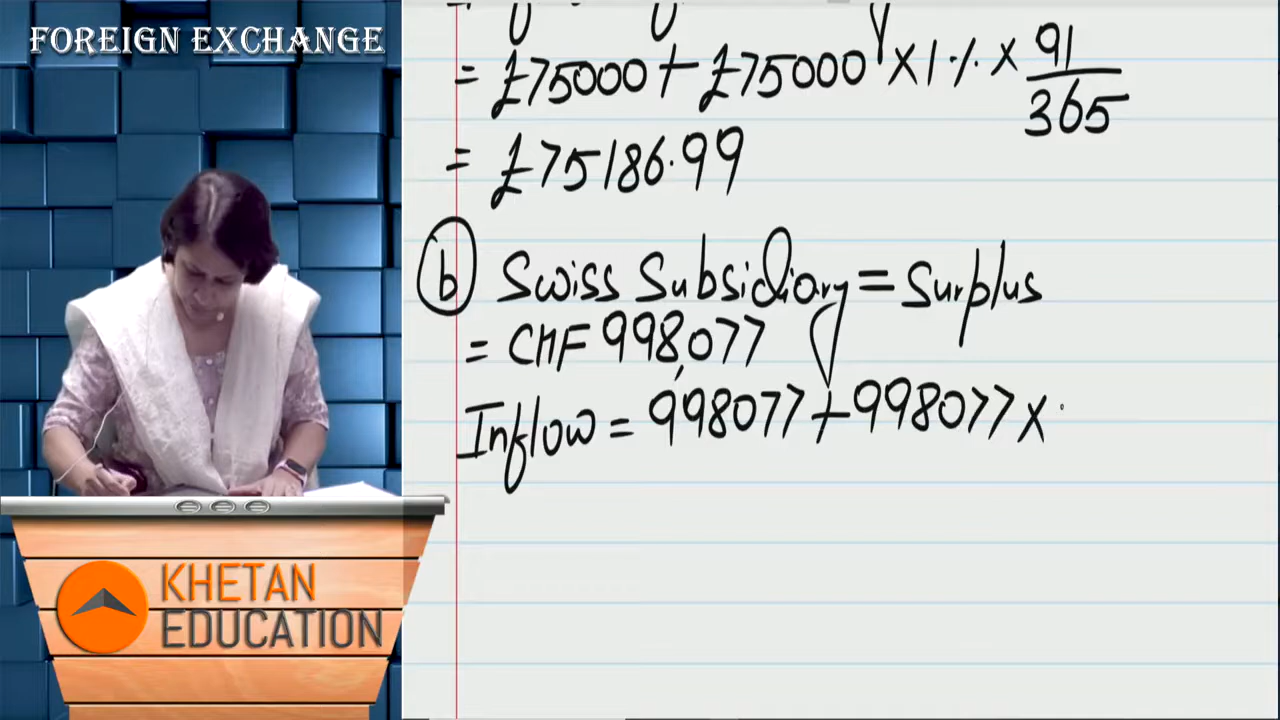 FOREIGN EXCHANGE
= £75000 + £75000 × 1% × 91/365
= £75186.99
(b) Swiss Subsidiary = Surplus
= CHF 998,077
Inflow = 998077 + 998077 ×
KHETAN
EDUCATION